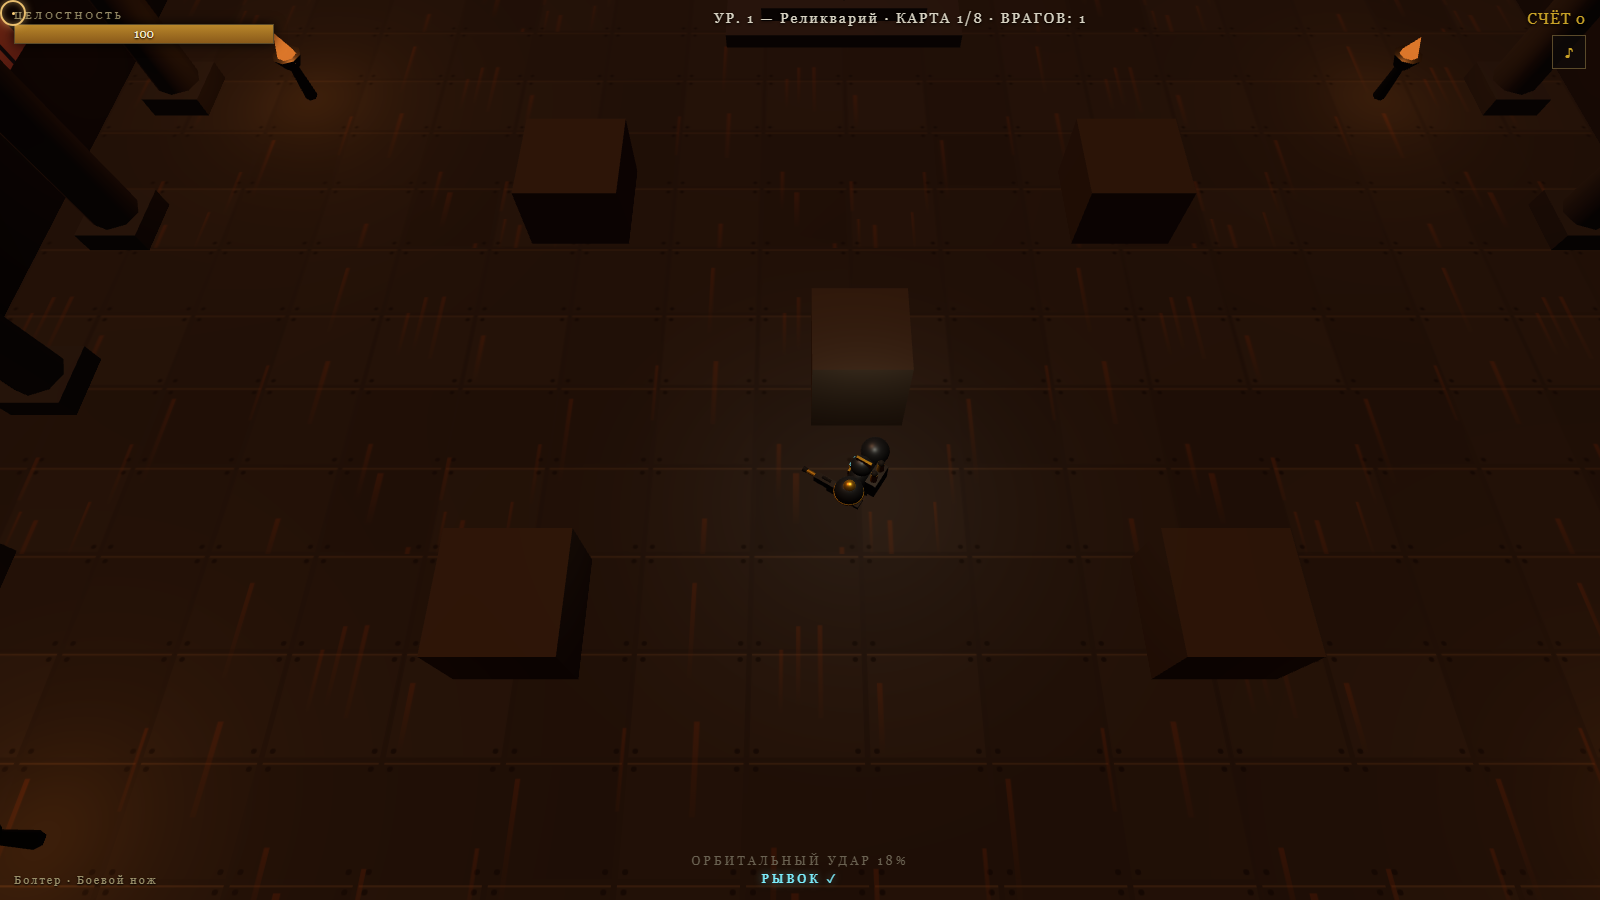 ЦЕЛОСТНОСТЬ
100
УР. 1 — Реликварий · КАРТА 1/8 · ВРАГОВ: 1
СЧЁТ 0
♪
ОРБИТАЛЬНЫЙ УДАР 18%
РЫВОК ✓
Болтер · Боевой нож